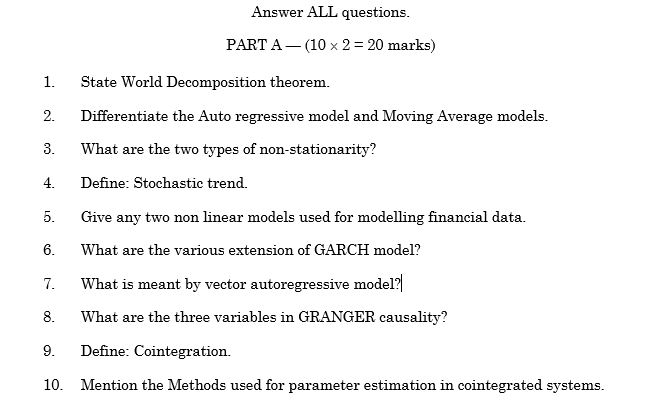 Answer ALL questions.
PART A — (10 × 2 = 20 marks)
1. State World Decomposition theorem.
2. Differentiate the Auto regressive model and Moving Average models.
3. What are the two types of non-stationarity?
4. Define: Stochastic trend.
5. Give any two non linear models used for modelling financial data.
6. What are the various extension of GARCH model?
7. What is meant by vector autoregressive model?
8. What are the three variables in GRANGER causality?
9. Define: Cointegration.
10. Mention the Methods used for parameter estimation in cointegrated systems.